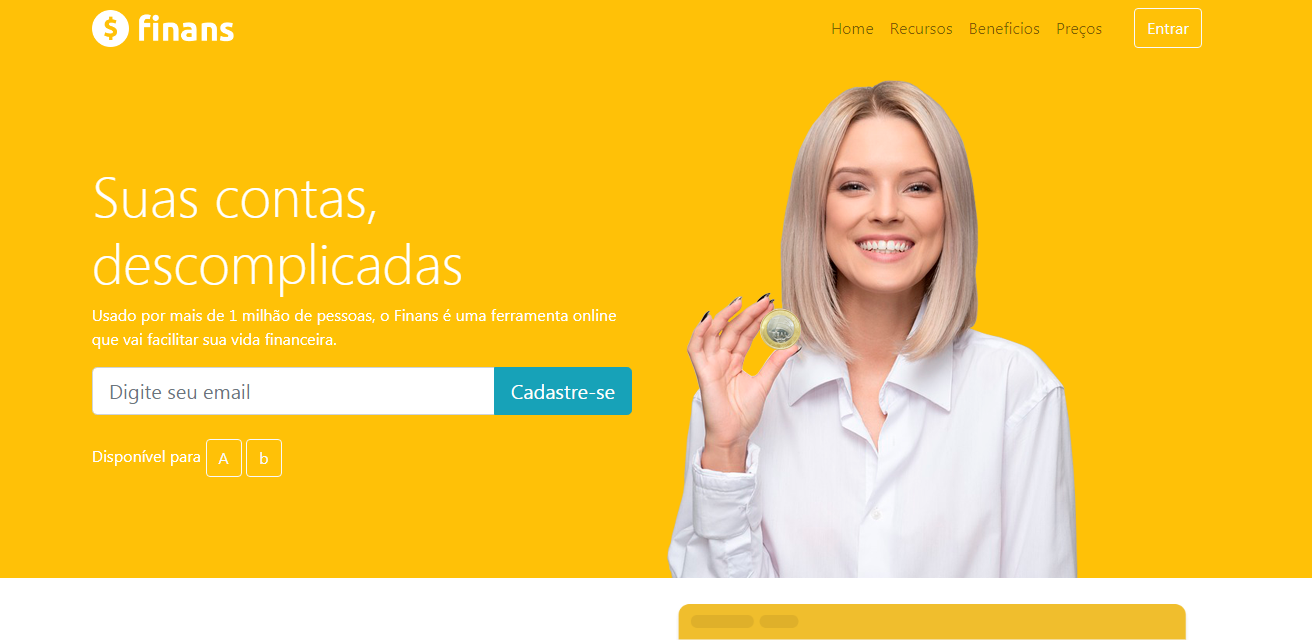 finans
Home Recursos Beneficios Preços Entrar
Suas contas,
descomplicadas
Usado por mais de 1 milhão de pessoas, o Finans é uma ferramenta online
que vai facilitar sua vida financeira.
Digite seu email Cadastre-se
Disponível para A b